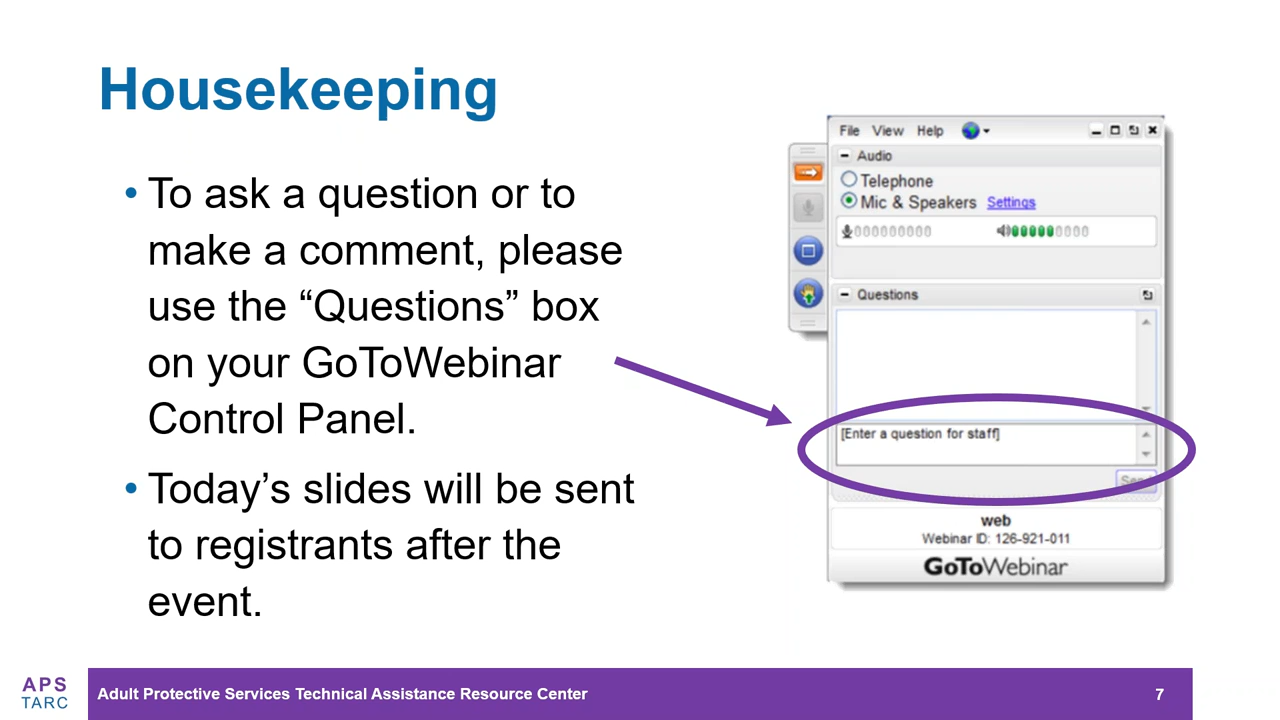 Housekeeping
• To ask a question or to
make a comment, please
use the “Questions” box
on your GoToWebinar
Control Panel.
• Today’s slides will be sent
to registrants after the
event.
File View Help
Audio
Telephone
Mic & Speakers Settings
Questions
[Enter a question for staff]
Send
web
Webinar ID: 126-921-011
GoToWebinar
APS
TARC
Adult Protective Services Technical Assistance Resource Center
7